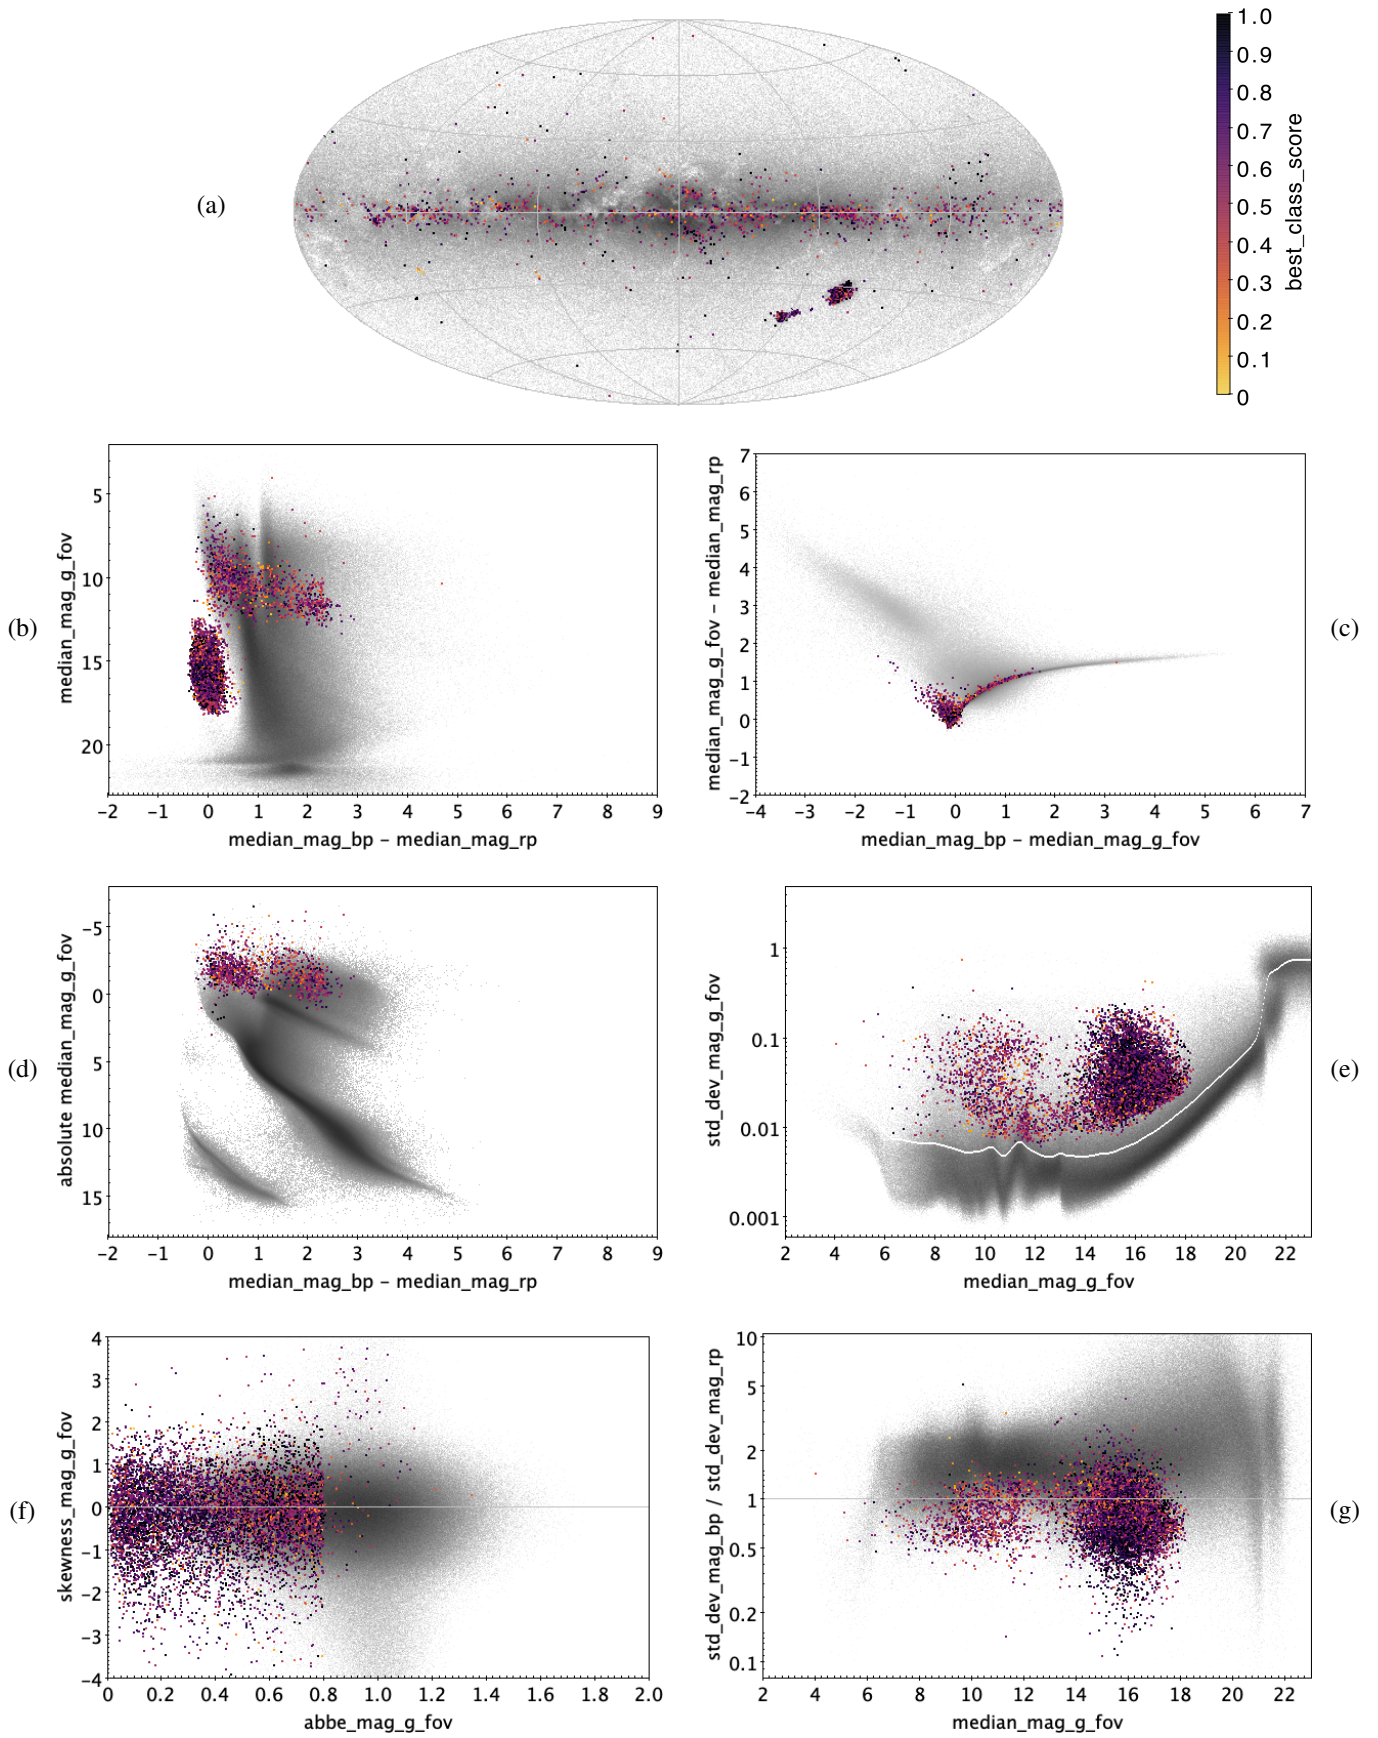 (a)
1.0
0.9
0.8
0.7
0.6
0.5
0.4
0.3
0.2
0.1
0
best_class_score
(b)
median_mag_g_fov
5
10
15
20
−2 −1 0 1 2 3 4 5 6 7 8 9
median_mag_bp − median_mag_rp
median_mag_g_fov − median_mag_rp
7
6
5
4
3
2
1
0
−1
−2
−4 −3 −2 −1 0 1 2 3 4 5 6 7
median_mag_bp − median_mag_g_fov
(c)
(d)
absolute median_mag_g_fov
−5
0
5
10
15
−2 −1 0 1 2 3 4 5 6 7 8 9
median_mag_bp − median_mag_rp
std_dev_mag_g_fov
1
0.1
0.01
0.001
2 4 6 8 10 12 14 16 18 20 22
median_mag_g_fov
(e)
(f)
skewness_mag_g_fov
4
3
2
1
0
−1
−2
−3
−4
0 0.2 0.4 0.6 0.8 1.0 1.2 1.4 1.6 1.8 2.0
abbe_mag_g_fov
std_dev_mag_bp / std_dev_mag_rp
10
5
2
1
0.5
0.2
0.1
2 4 6 8 10 12 14 16 18 20 22
median_mag_g_fov
(g)